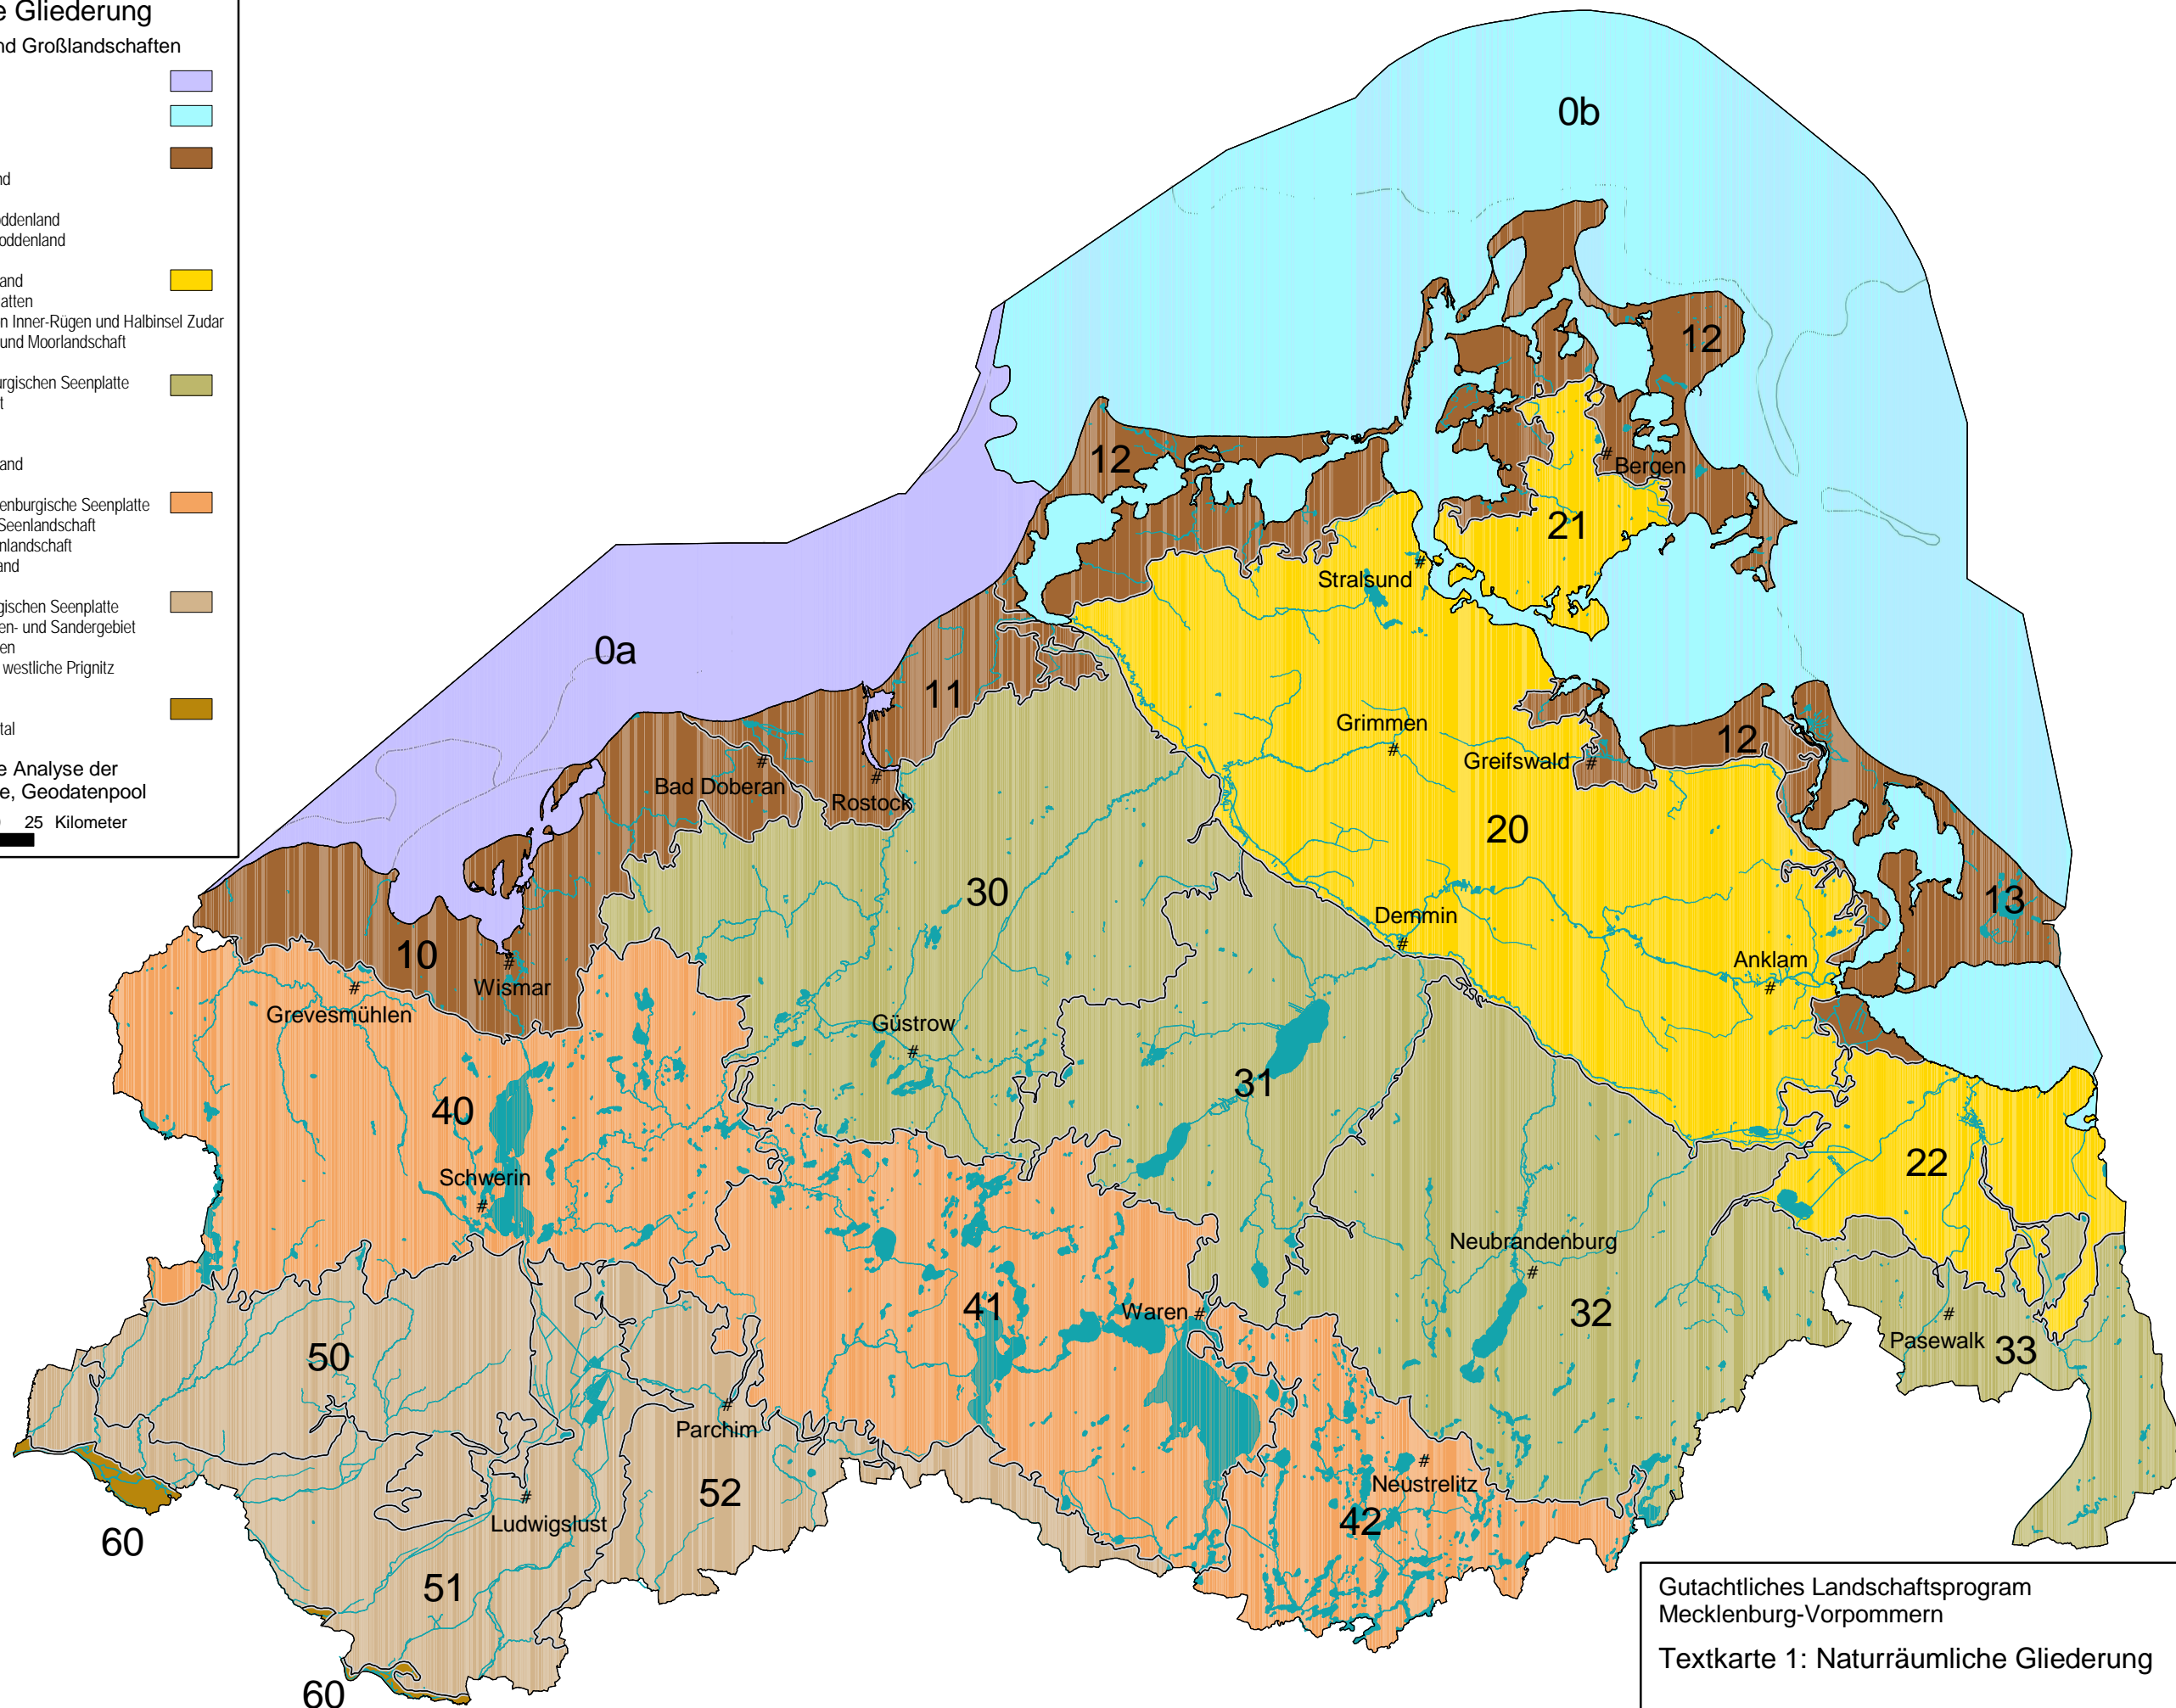 e Gliederung
nd Großlandschaften
nd
oddenland
oddenland
and
atten
n Inner-Rügen und Halbinsel Zudar
und Moorlandschaft
urgischen Seenplatte
t
and
enburgische Seenplatte
Seenlandschaft
nlandschaft
and
gischen Seenplatte
en- und Sandergebiet
en
westliche Prignitz
tal
e Analyse der
e, Geodatenpool
25 Kilometer
0b
12
12
Bergen
21
Stralsund
0a
11
Grimmen
12
Greifswald
Bad Doberan
Rostock
20
30
13
Demmin
10
Anklam
Wismar
Grevesmühlen
Güstrow
31
40
22
Schwerin
Neubrandenburg
41
Waren
32
Pasewalk
33
50
Parchim
Neustrelitz
52
42
Ludwigslust
60
51
60
Gutachtliches Landschaftsprogram
Mecklenburg-Vorpommern
Textkarte 1: Naturräumliche Gliederung